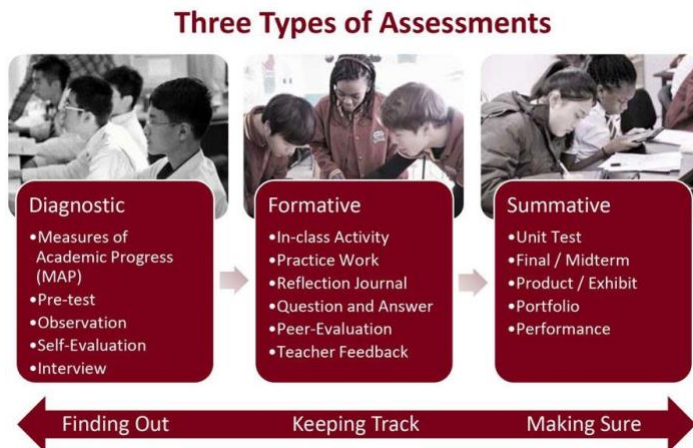 Three Types of Assessments
Diagnostic
•Measures of
Academic Progress
(MAP)
•Pre-test
•Observation
•Self-Evaluation
•Interview
Formative
•In-class Activity
•Practice Work
•Reflection Journal
•Question and Answer
•Peer-Evaluation
•Teacher Feedback
Summative
•Unit Test
•Final / Midterm
•Product / Exhibit
•Portfolio
•Performance
Finding Out
Keeping Track
Making Sure